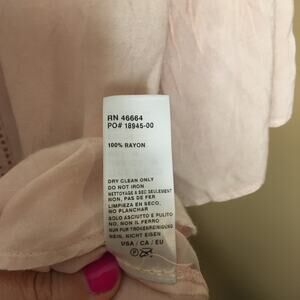 RN 46664
PO# 18945-00
100% RAYON
DRY CLEAN ONLY
DO NOT IRON
NETTOYAGE A SEC SEULEMENT
NON, PAS DE FER
LIMPIEZA EN SECO,
NO PLANCHAR
SOLO ASCIUTTO E PULITO
NO, NON IL FERRO
NUR FUR TROCKENREINIGUNG
NEIN, NICHT EISEN
USA / CA / EU